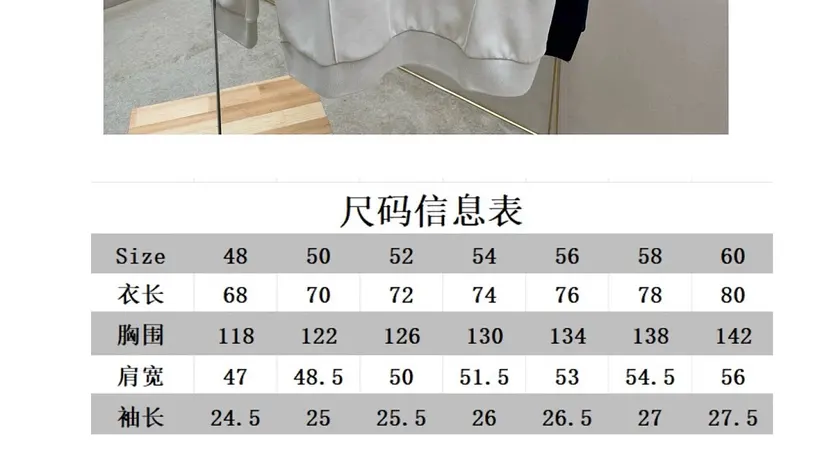 尺码信息表
Size 48 50 52 54 56 58 60
衣长 68 70 72 74 76 78 80
胸围 118 122 126 130 134 138 142
肩宽 47 48.5 50 51.5 53 54.5 56
袖长 24.5 25 25.5 26 26.5 27 27.5